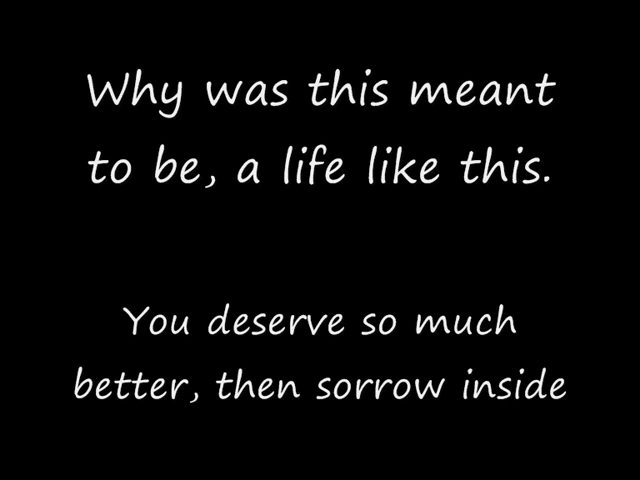 Why was this meant
to be, a life like this.
You deserve so much
better, then sorrow inside